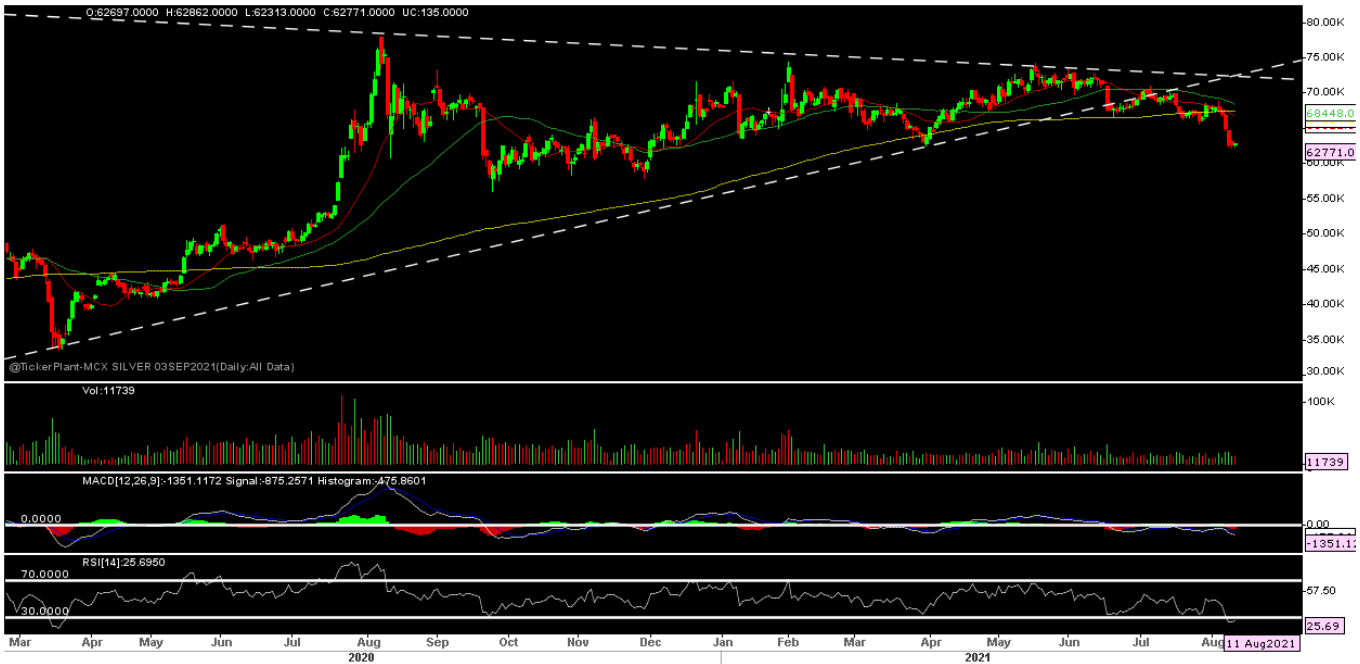 O:62697.0000 H:62862.0000 L:62313.0000 C:62771.0000 UC:135.0000
80.00K
75.00K
70.00K
68448.0
62771.0
60.00K
55.00K
50.00K
45.00K
40.00K
35.00K
30.00K
@TickerPlant-MCX SILVER 03SEP2021(Daily:All Data)
Vol:11739
100K
11739
MACD[12,26,9]:-1351.1172 Signal:-875.2571 Histogram:-475.8601
0.0000
0.00
-1351.12
RSI[14]:25.6950
70.0000
57.50
30.0000
25.69
Mar Apr May Jun Jul Aug Sep Oct Nov Dec Jan Feb Mar Apr May Jun Jul Aug 11 Aug2021
2020 2021